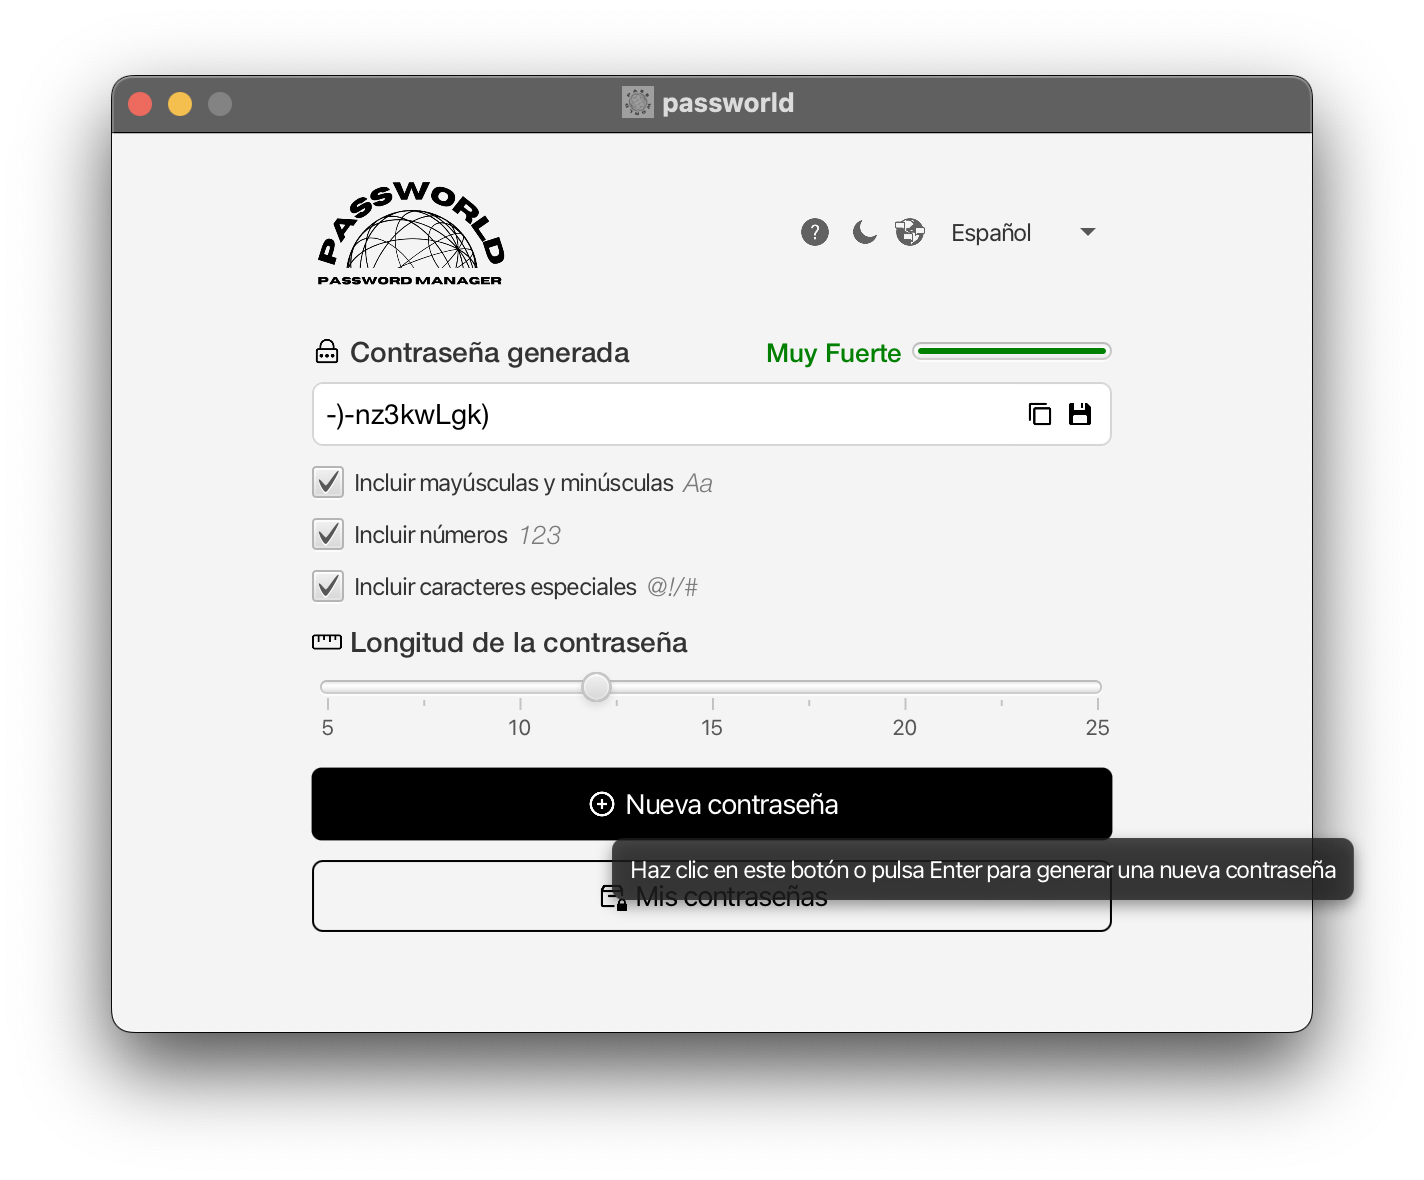 passworld
PASSWORLD
PASSWORD MANAGER
? Español
Contraseña generada Muy Fuerte
-)-nz3kwLgk)
Incluir mayúsculas y minúsculas Aa
Incluir números 123
Incluir caracteres especiales @!/#
Longitud de la contraseña
5 10 15 20 25
Nueva contraseña
Haz clic en este botón o pulsa Enter para generar una nueva contraseña
Mis contraseñas